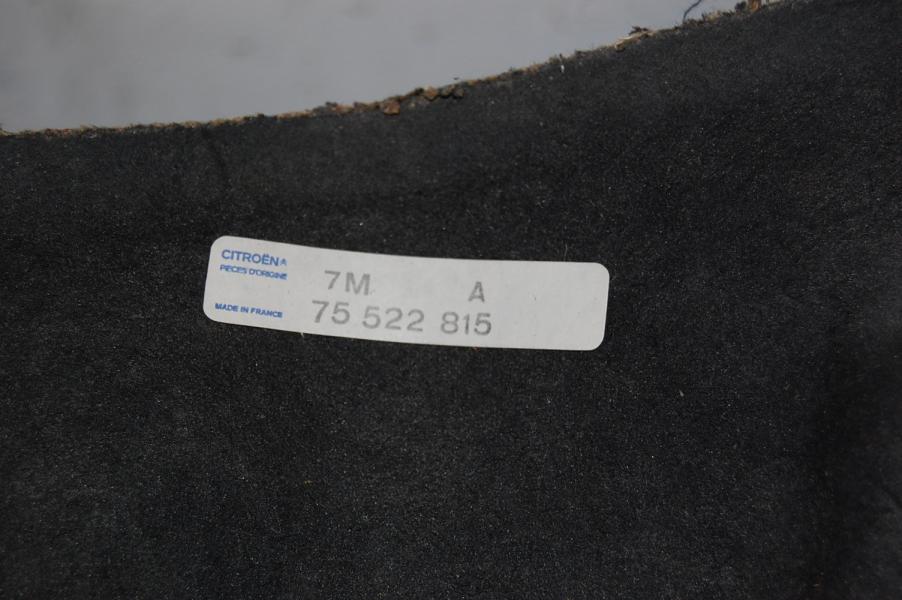 CITROËN
PIECES D'ORIGINE
MADE IN FRANCE
7M A
75 522 815